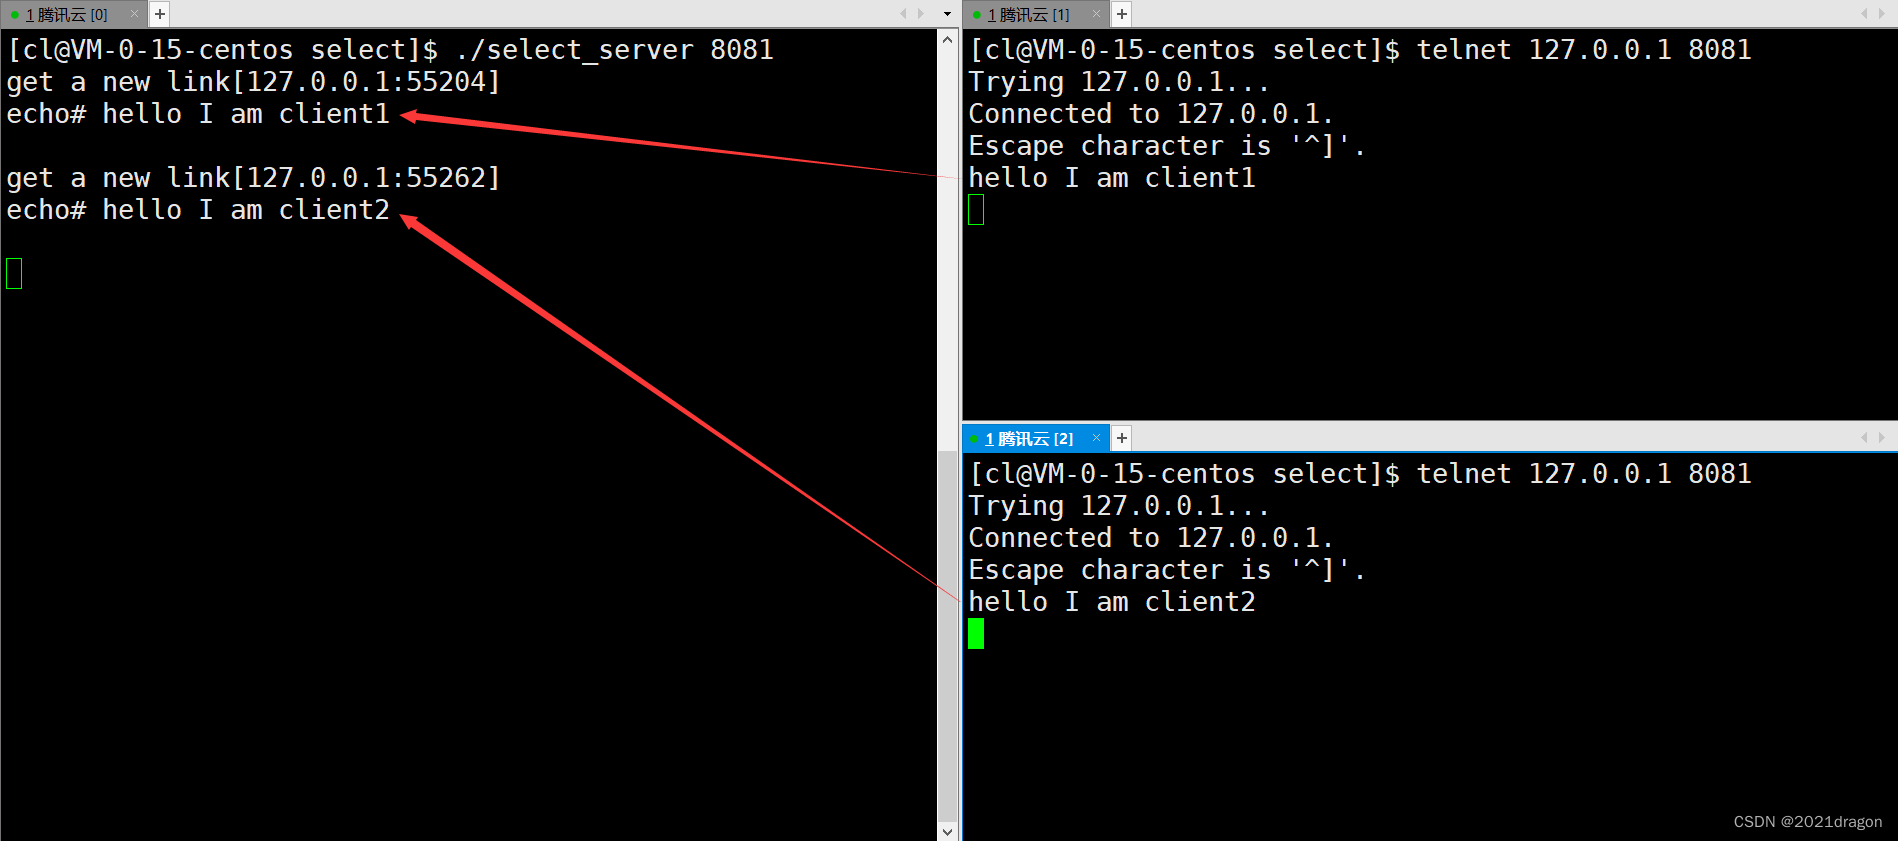 1 腾讯云 [0]
[cl@VM-0-15-centos select]$ ./select_server 8081
get a new link[127.0.0.1:55204]
echo# hello I am client1
get a new link[127.0.0.1:55262]
echo# hello I am client2
1 腾讯云 [1]
[cl@VM-0-15-centos select]$ telnet 127.0.0.1 8081
Trying 127.0.0.1...
Connected to 127.0.0.1.
Escape character is '^]'.
hello I am client1
1 腾讯云 [2]
[cl@VM-0-15-centos select]$ telnet 127.0.0.1 8081
Trying 127.0.0.1...
Connected to 127.0.0.1.
Escape character is '^]'.
hello I am client2
CSDN @2021dragon